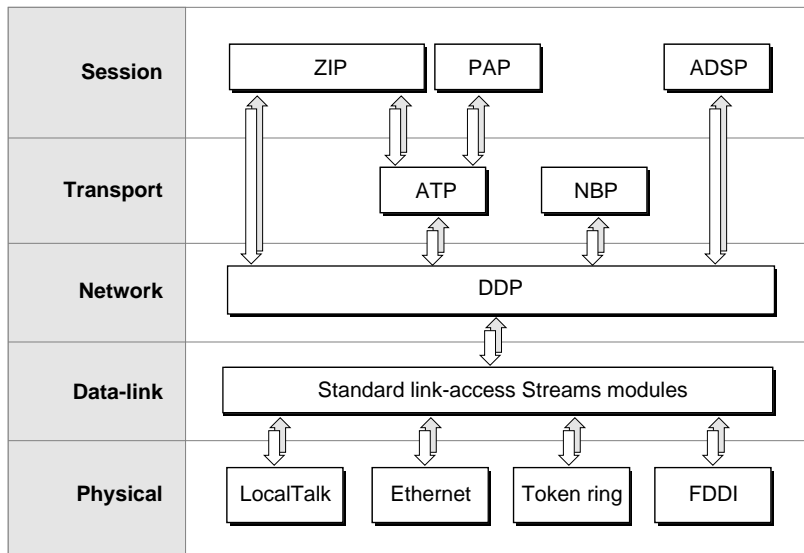 Session
ZIP
PAP
ADSP
Transport
ATP
NBP
Network
DDP
Data-link
Standard link-access Streams modules
Physical
LocalTalk
Ethernet
Token ring
FDDI